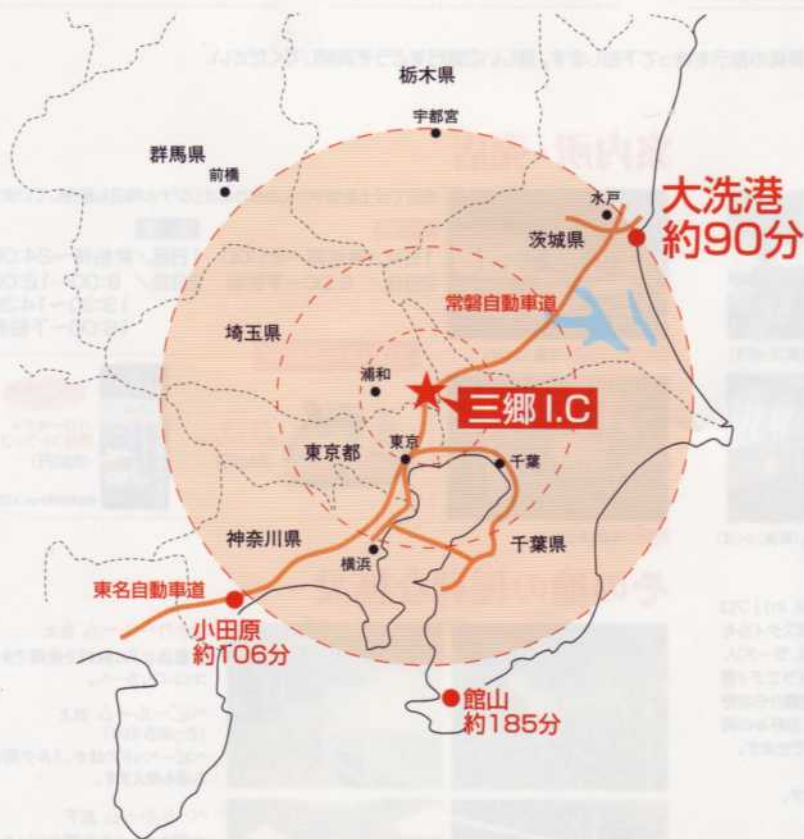 栃木県
宇都宮
群馬県
前橋
水戸
茨城県
大洗港
約90分
常磐自動車道
埼玉県
浦和
三郷I.C
東京都
東京
千葉
神奈川県
横浜
千葉県
東名自動車道
小田原
約106分
館山
約185分